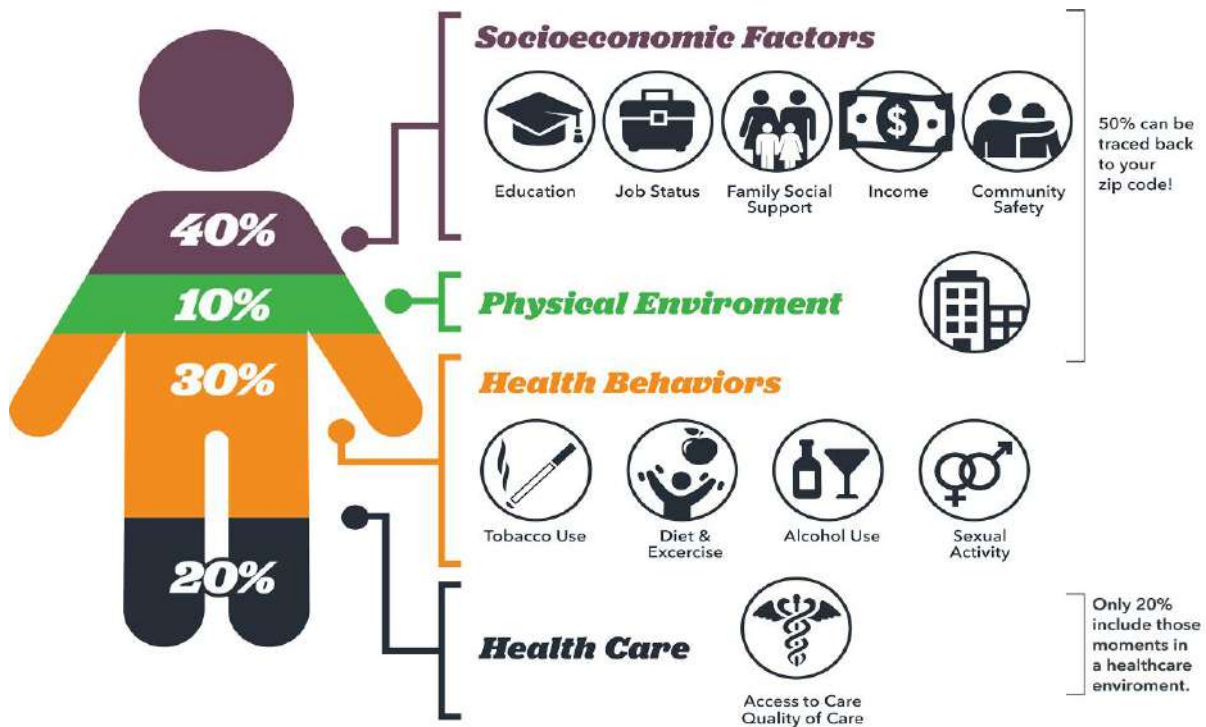 Socioeconomic Factors
Education
Job Status
Family Social
Support
Income
Community
Safety
50% can be
traced back
to your
zip code!
40%
10%
Physical Enviroment
30%
Health Behaviors
Tobacco Use
Diet &
Excercise
Alcohol Use
Sexual
Activity
20%
Health Care
Access to Care
Quality of Care
Only 20%
include those
moments in
a healthcare
enviroment.
$